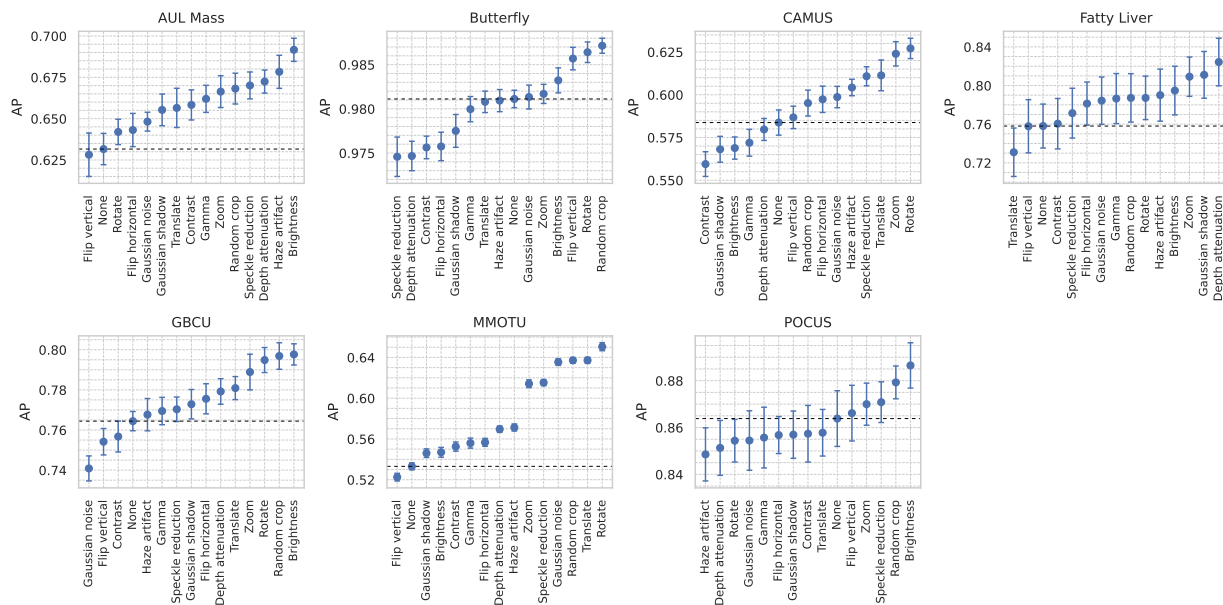 AUL Mass
AP
0.700
0.675
0.650
0.625
Flip vertical
None
Rotate
Flip horizontal
Gaussian noise
Gaussian shadow
Translate
Contrast
Gamma
Zoom
Random crop
Speckle reduction
Depth attenuation
Haze artifact
Brightness
Butterfly
AP
0.985
0.980
0.975
Speckle reduction
Depth attenuation
Contrast
Flip horizontal
Gaussian shadow
Gamma
Translate
Haze artifact
None
Gaussian noise
Zoom
Brightness
Flip vertical
Rotate
Random crop
CAMUS
AP
0.625
0.600
0.575
0.550
Contrast
Gaussian shadow
Brightness
Gamma
Depth attenuation
None
Flip vertical
Random crop
Flip horizontal
Gaussian noise
Haze artifact
Speckle reduction
Translate
Zoom
Rotate
Fatty Liver
AP
0.84
0.80
0.76
0.72
Translate
Flip vertical
None
Contrast
Speckle reduction
Flip horizontal
Gaussian noise
Gamma
Random crop
Rotate
Haze artifact
Brightness
Zoom
Gaussian shadow
Depth attenuation
GBCU
AP
0.80
0.78
0.76
0.74
Gaussian noise
Flip vertical
Contrast
None
Haze artifact
Gamma
Speckle reduction
Gaussian shadow
Flip horizontal
Depth attenuation
Translate
Zoom
Rotate
Random crop
Brightness
MMOTU
AP
0.64
0.60
0.56
0.52
Flip vertical
None
Gaussian shadow
Brightness
Contrast
Gamma
Flip horizontal
Depth attenuation
Haze artifact
Zoom
Speckle reduction
Gaussian noise
Random crop
Translate
Rotate
POCUS
AP
0.88
0.86
0.84
Haze artifact
Depth attenuation
Rotate
Gaussian noise
Gamma
Flip horizontal
Gaussian shadow
Contrast
Translate
None
Flip vertical
Zoom
Speckle reduction
Random crop
Brightness